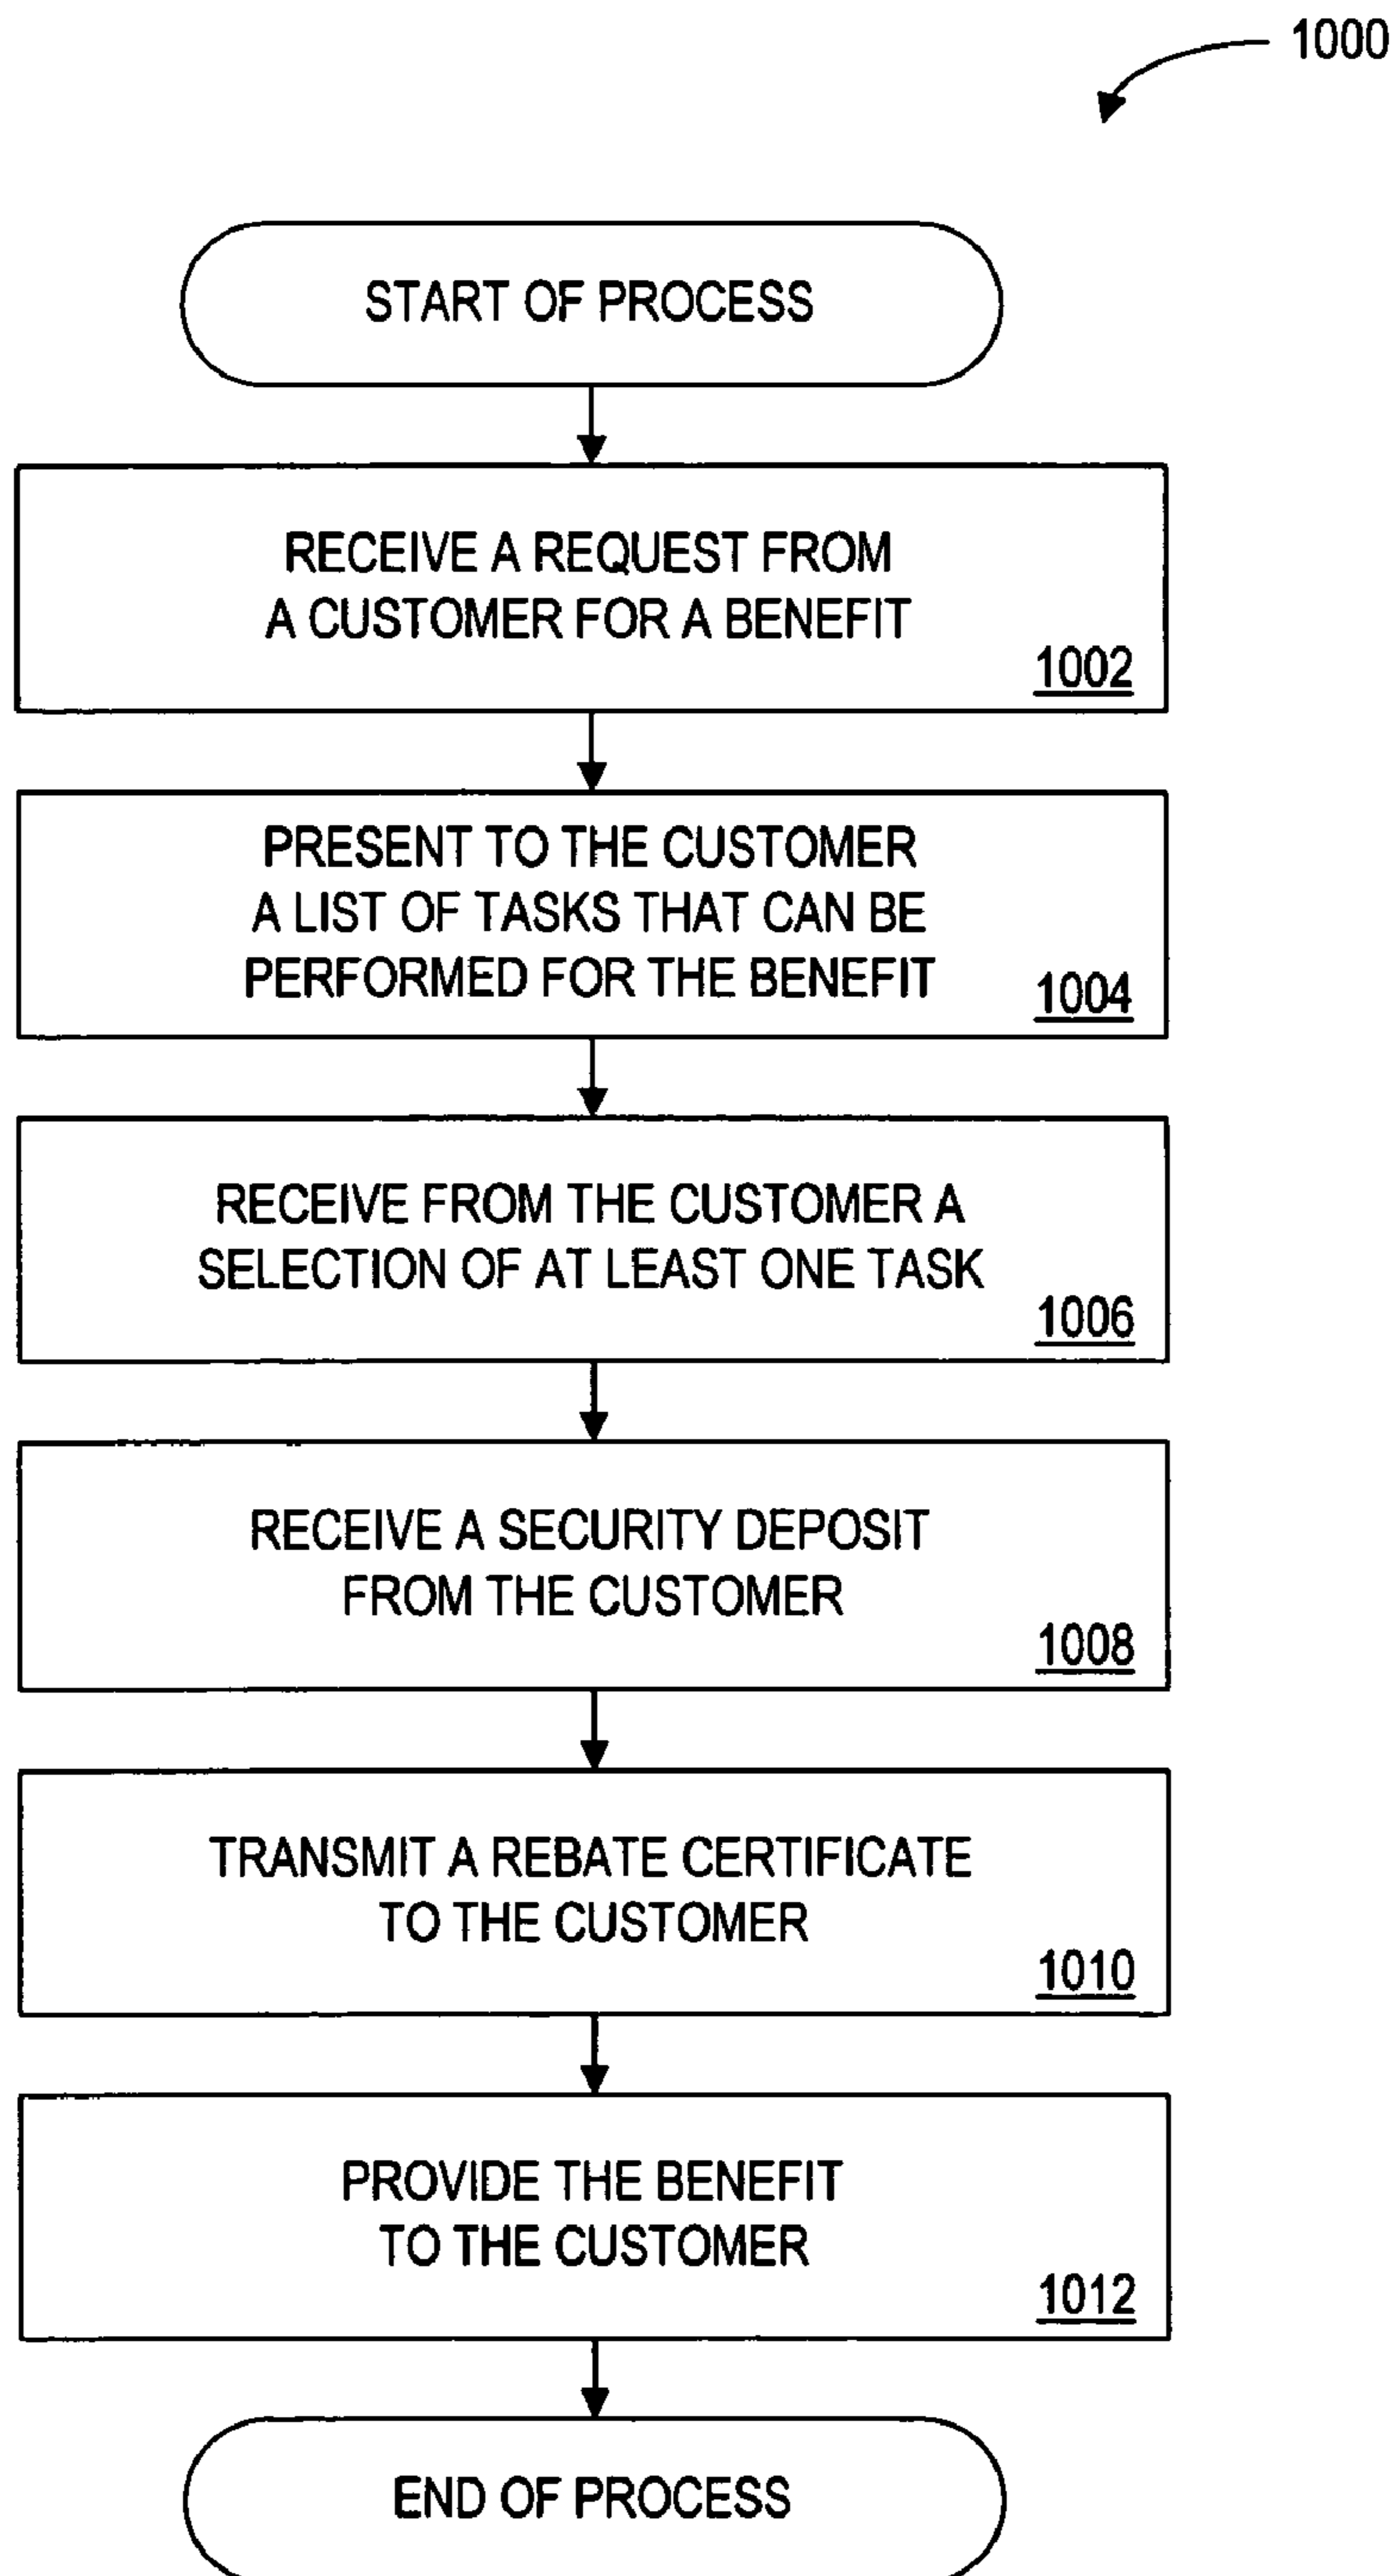 1000
START OF PROCESS
RECEIVE A REQUEST FROM
A CUSTOMER FOR A BENEFIT
1002
PRESENT TO THE CUSTOMER
A LIST OF TASKS THAT CAN BE
PERFORMED FOR THE BENEFIT
1004
RECEIVE FROM THE CUSTOMER A
SELECTION OF AT LEAST ONE TASK
1006
RECEIVE A SECURITY DEPOSIT
FROM THE CUSTOMER
1008
TRANSMIT A REBATE CERTIFICATE
TO THE CUSTOMER
1010
PROVIDE THE BENEFIT
TO THE CUSTOMER
1012
END OF PROCESS